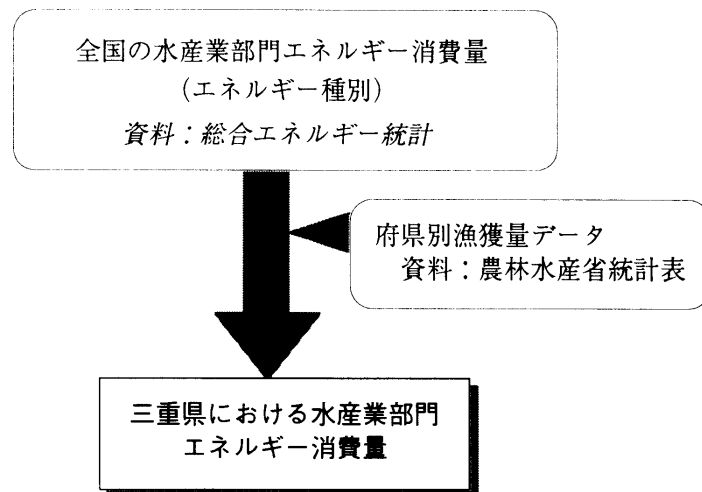 全国の水産業部門エネルギー消費量
(エネルギー種別)
資料：総合エネルギー統計
府県別漁獲量データ
資料：農林水産省統計表
三重県における水産業部門
エネルギー消費量